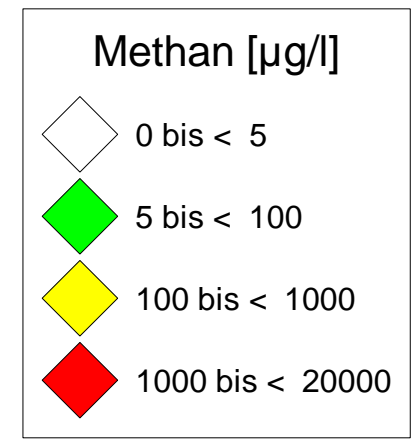 Methan [µg/l]
0 bis < 5
5 bis < 100
100 bis < 1000
1000 bis < 20000